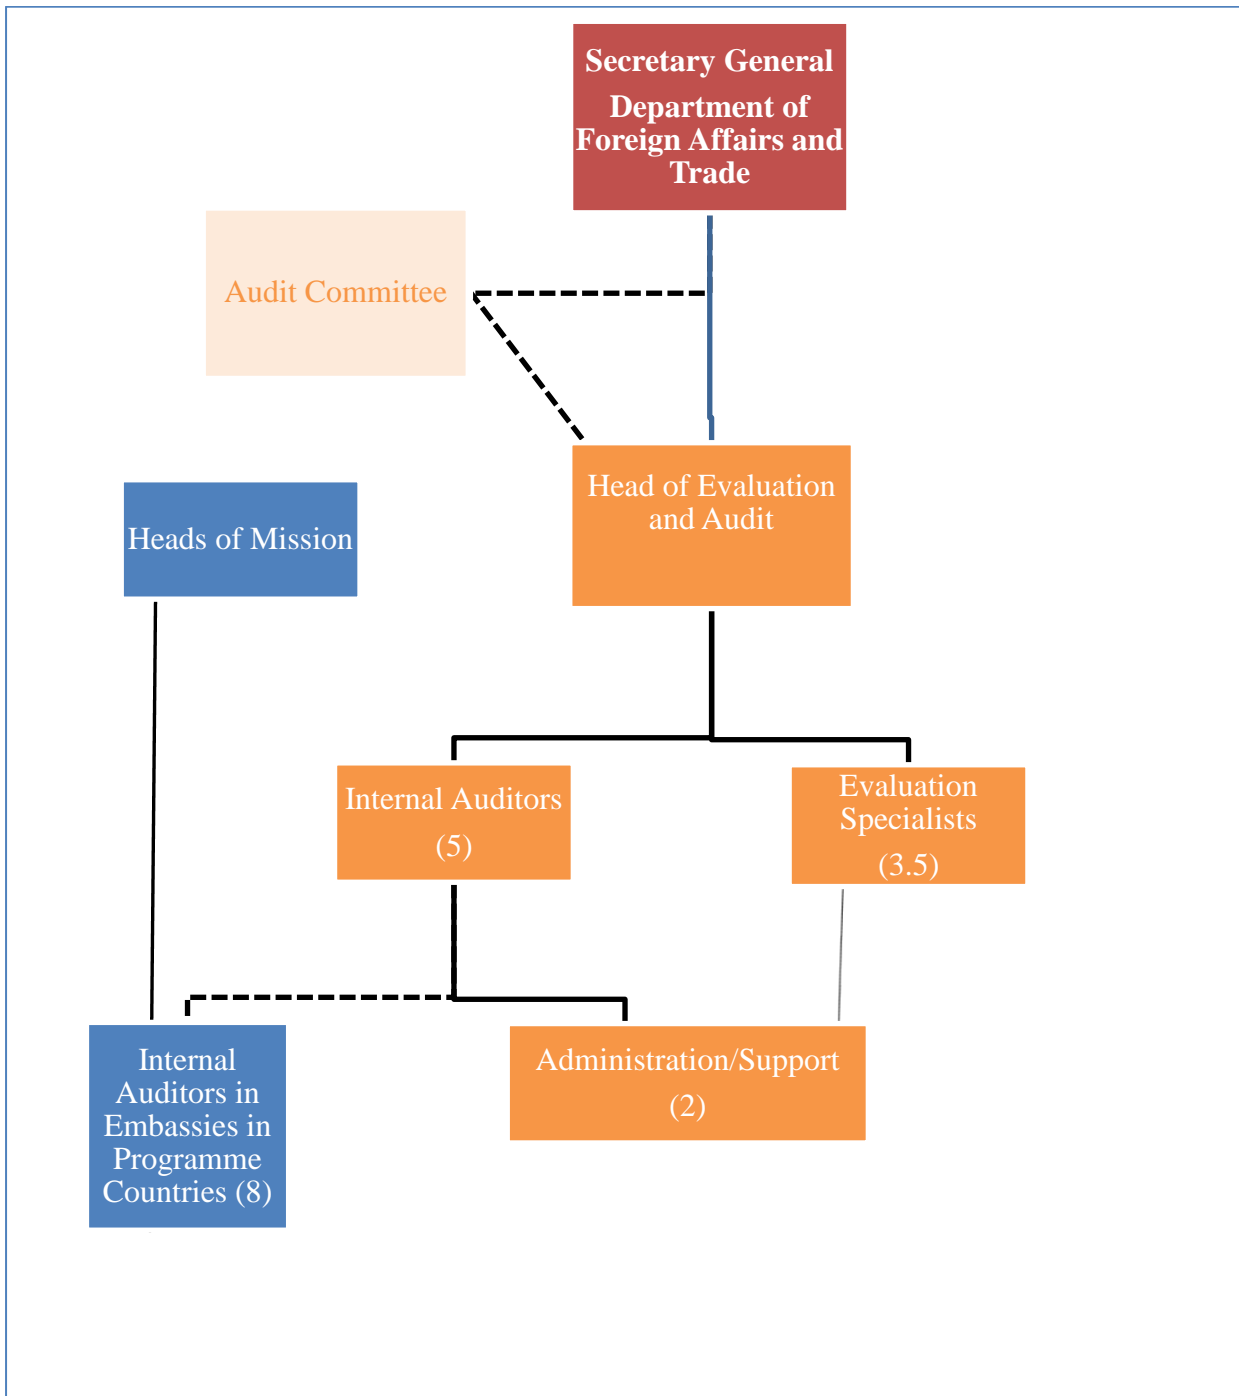 Secretary General
Department of
Foreign Affairs and
Trade
Audit Committee
Head of Evaluation
and Audit
Heads of Mission
Internal Auditors
(5)
Evaluation
Specialists
(3.5)
Internal
Auditors in
Embassies in
Programme
Countries (8)
Administration/Support
(2)